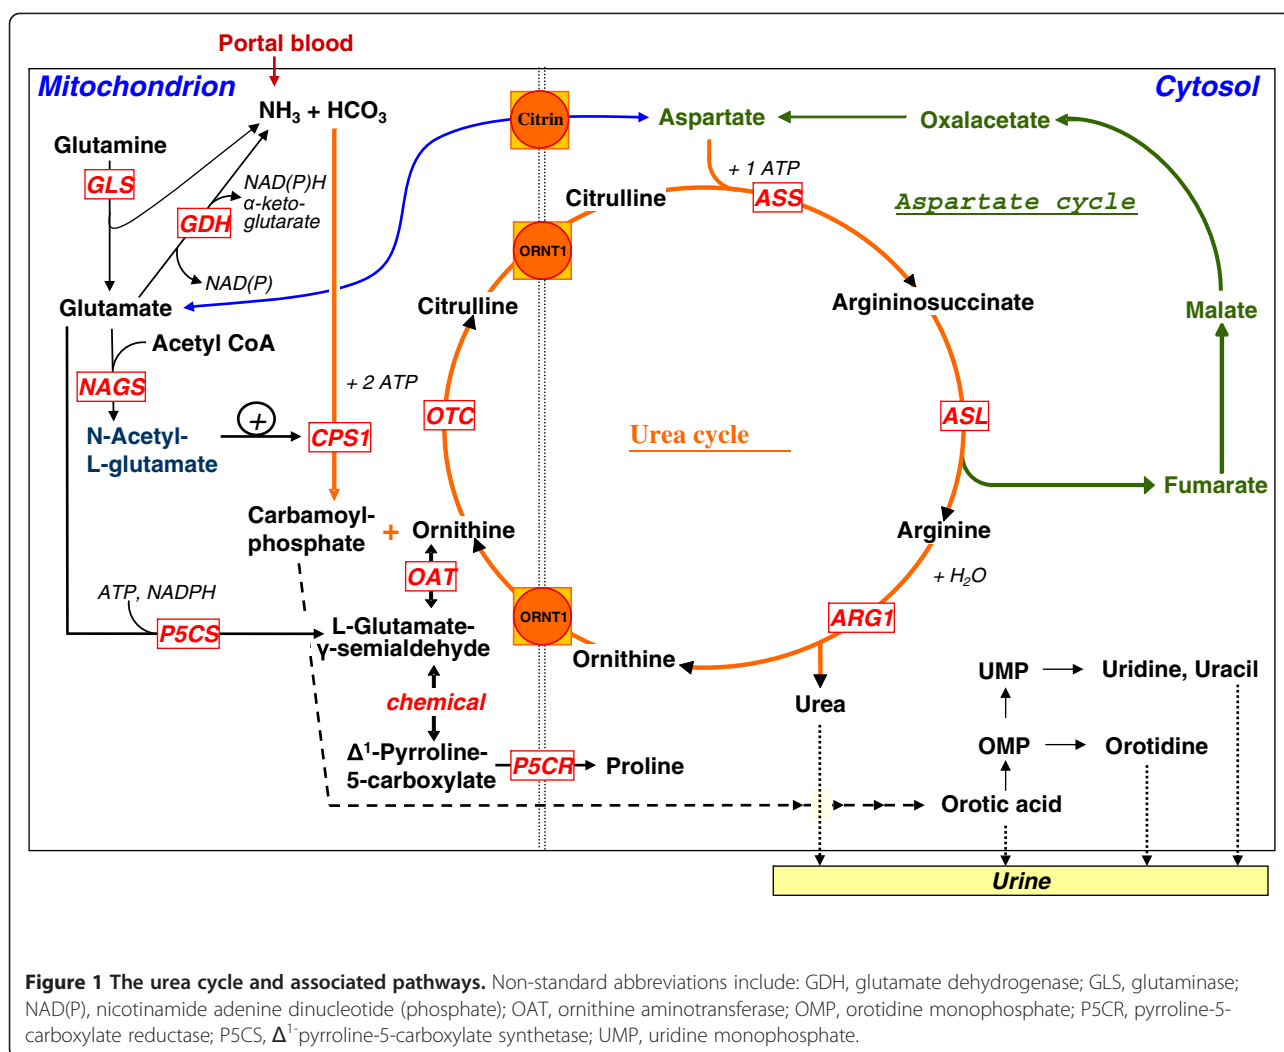 Portal blood
Mitochondrion
Cytosol
NH₃ + HCO₃
Citrin
Aspartate
Oxalacetate
Glutamine
GLS
NAD(P)H
α-keto-
glutarate
GDH
NAD(P)
+ 1 ATP
ASS
Citrulline
Aspartate cycle
ORNT1
Glutamate
Citrulline
Argininosuccinate
Malate
Acetyl CoA
NAGS
+ 2 ATP
N-Acetyl-
L-glutamate
+
CPS1
OTC
Urea cycle
ASL
Fumarate
Carbamoyl-
phosphate
+
Ornithine
Arginine
+ H₂O
OAT
ATP, NADPH
P5CS
L-Glutamate-
γ-semialdehyde
ORNT1
Ornithine
ARG1
Urea
chemical
Δ¹-Pyrroline-
5-carboxylate
P5CR
Proline
UMP
Uridine, Uracil
OMP
Orotidine
Orotic acid
Urine
Figure 1 The urea cycle and associated pathways. Non-standard abbreviations include: GDH, glutamate dehydrogenase; GLS, glutaminase;
NAD(P), nicotinamide adenine dinucleotide (phosphate); OAT, ornithine aminotransferase; OMP, orotidine monophosphate; P5CR, pyrroline-5-
carboxylate reductase; P5CS, Δ¹⁻pyrroline-5-carboxylate synthetase; UMP, uridine monophosphate.